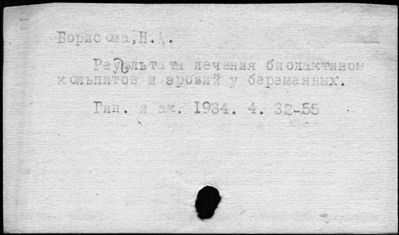 Борисова, Н.А.
Результаты лечения биолактином
кольпитов и эрозий у беременных.
Гин. и ак. 1934. 4. 32-55